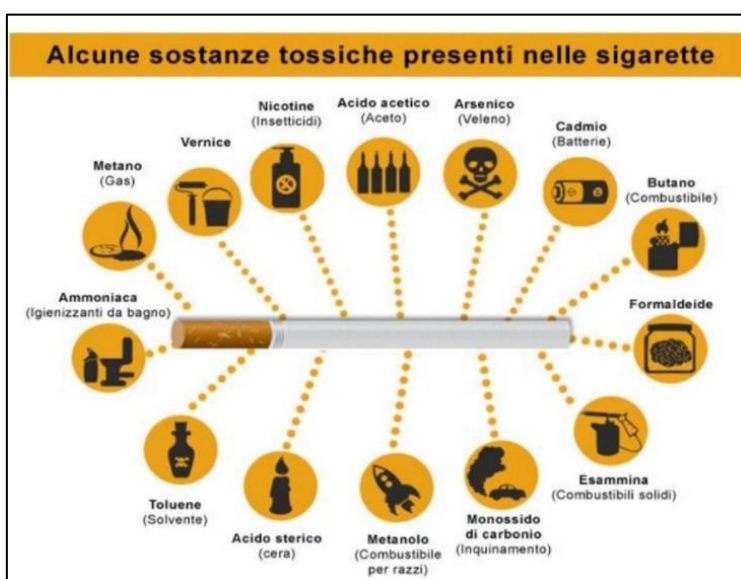 Alcune sostanze tossiche presenti nelle sigarette
Metano
(Gas)
Vernice
Nicotine
(Insetticidi)
Acido acetico
(Aceto)
Arsenico
(Veleno)
Cadmio
(Batterie)
Butano
(Combustibile)
Ammoniaca
(Igienizzanti da bagno)
Formaldeide
Toluene
(Solvente)
Acido sterico
(cera)
Metanolo
(Combustibile
per razzi)
Monossido
di carbonio
(Inquinamento)
Esammina
(Combustibili solidi)